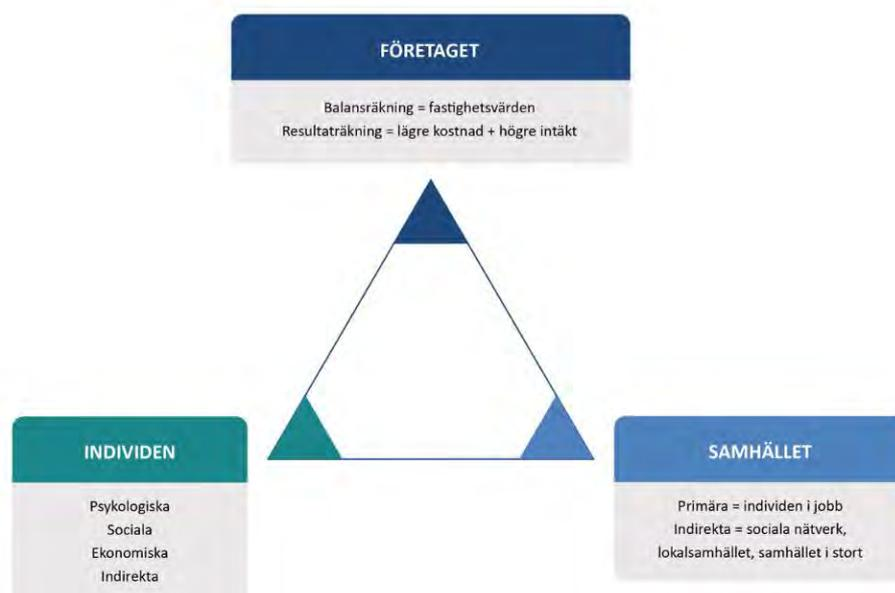 FÖRETAGET
Balansräkning = fastighetsvärden
Resultaträkning = lägre kostnad + högre intäkt
INDIVIDEN
Psykologiska
Sociala
Ekonomiska
Indirekta
SAMHÄLLET
Primära = individen i jobb
Indirekta = sociala nätverk,
lokalsamhället, samhället i stort